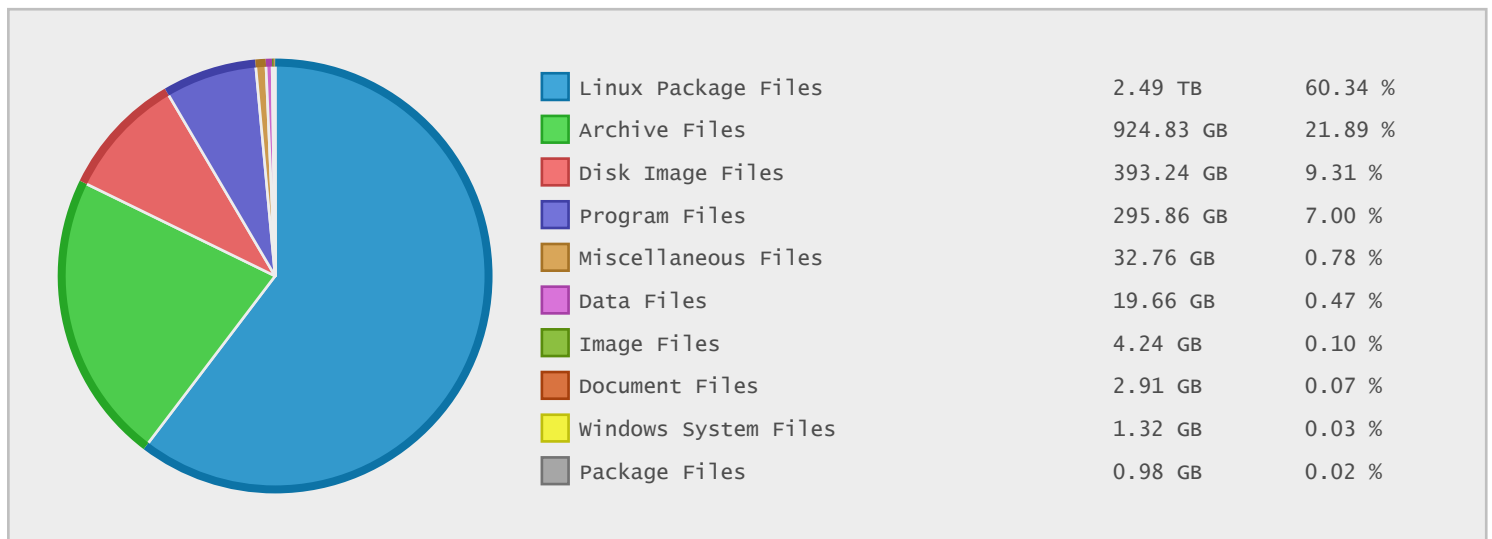 Linux Package Files 2.49 TB 60.34 %
Archive Files 924.83 GB 21.89 %
Disk Image Files 393.24 GB 9.31 %
Program Files 295.86 GB 7.00 %
Miscellaneous Files 32.76 GB 0.78 %
Data Files 19.66 GB 0.47 %
Image Files 4.24 GB 0.10 %
Document Files 2.91 GB 0.07 %
Windows System Files 1.32 GB 0.03 %
Package Files 0.98 GB 0.02 %